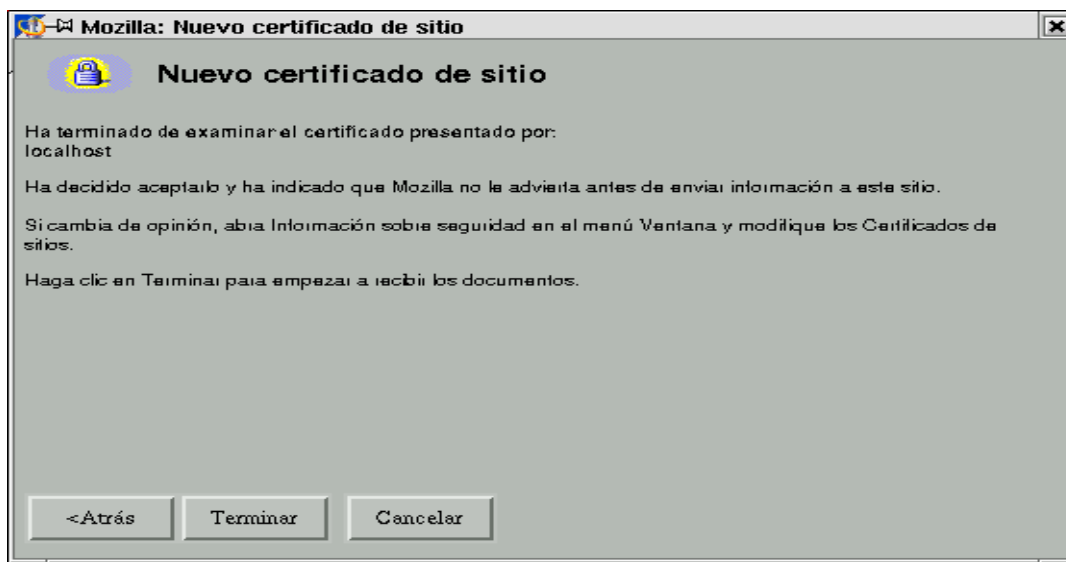 Mozilla: Nuevo certificado de sitio
Nuevo certificado de sitio
Ha terminado de examinar el certificado presentado por:
localhost
Ha decidido aceptarlo y ha indicado que Mozilla no le advierta antes de enviar información a este sitio.
Si cambia de opinión, abra Información sobre seguridad en el menú Ventana y modifique los Certificados de
sitios.
Haga clic en Terminar para empezar a recibir los documentos.
<Atrás Terminar Cancelar